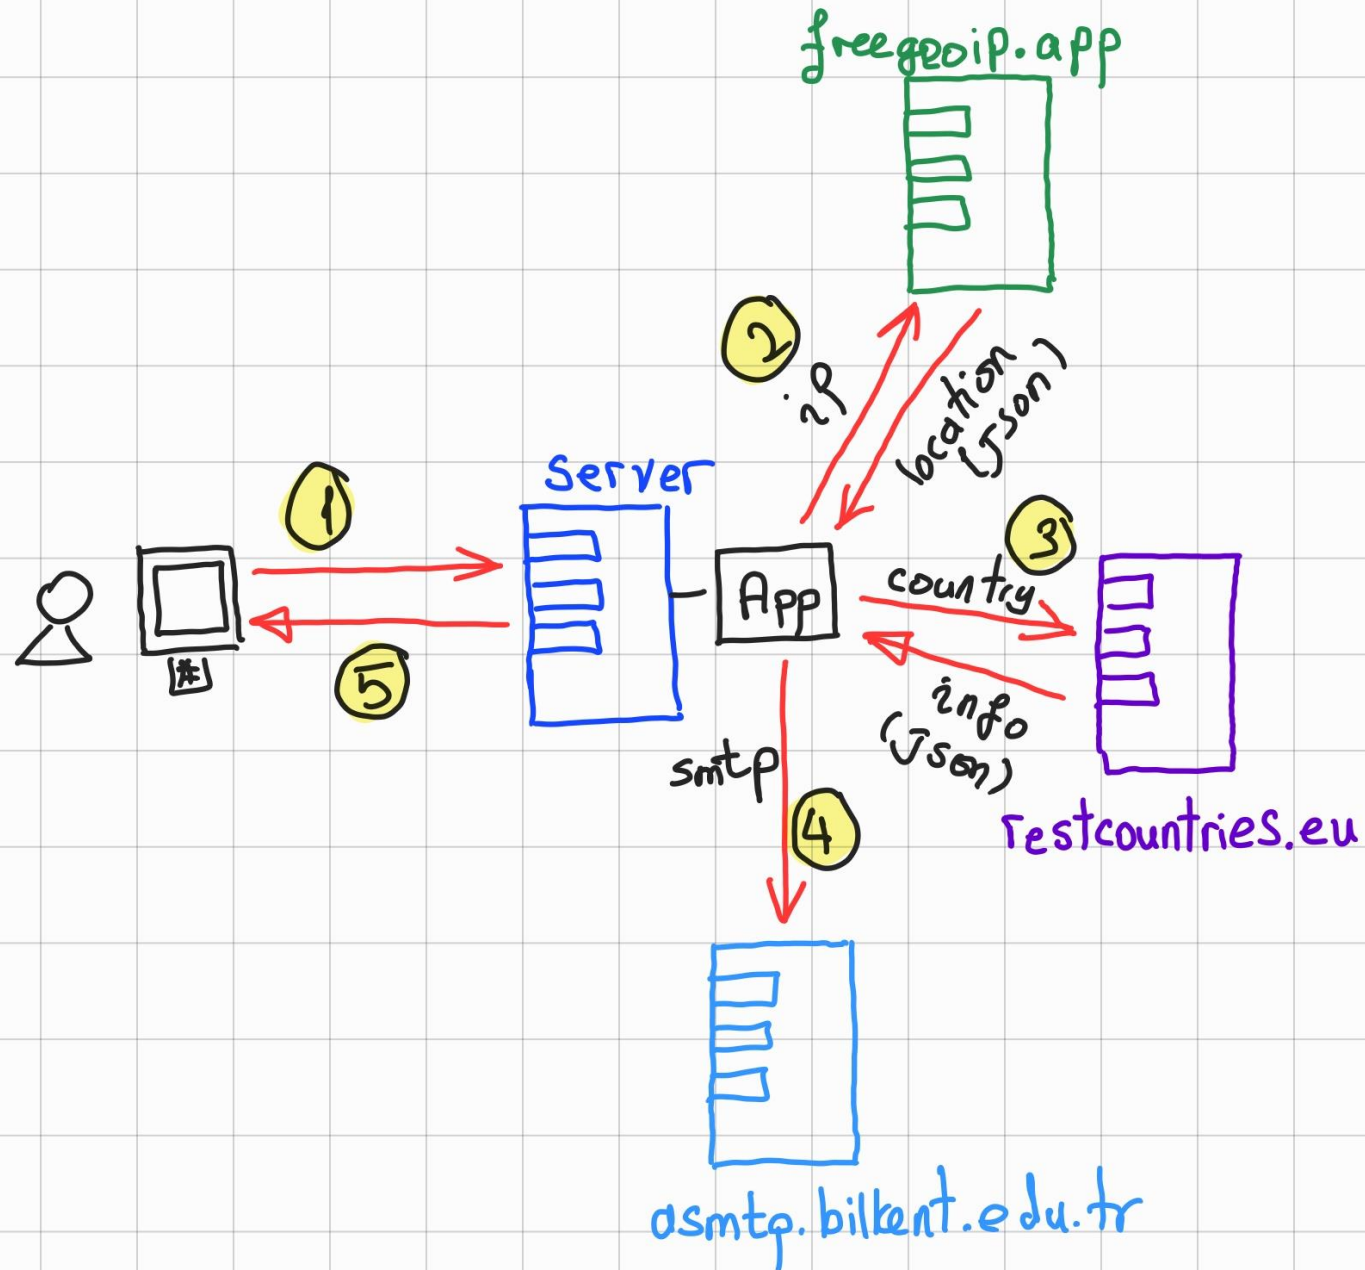 freegeoip.app
2
ip
location
(Json)
Server
1
3
App
country
5
info
(Json)
smtp
4
restcountries.eu
asmtp.bilkent.edu.tr